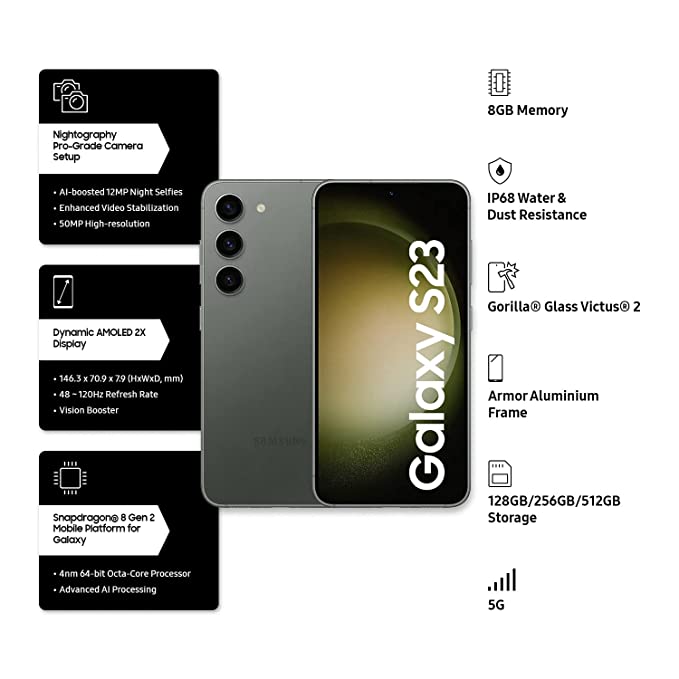 Nightography
Pro-Grade Camera
Setup
• AI-boosted 12MP Night Selfies
• Enhanced Video Stabilization
• 50MP High-resolution
Dynamic AMOLED 2X
Display
• 146.3 x 70.9 x 7.9 (HxWxD, mm)
• 48 ~ 120Hz Refresh Rate
• Vision Booster
Snapdragon® 8 Gen 2
Mobile Platform for
Galaxy
• 4nm 64-bit Octa-Core Processor
• Advanced AI Processing
SAMSUNG
Galaxy S23
8GB Memory
IP68 Water &
Dust Resistance
Gorilla® Glass Victus® 2
Armor Aluminium
Frame
128GB/256GB/512GB
Storage
5G